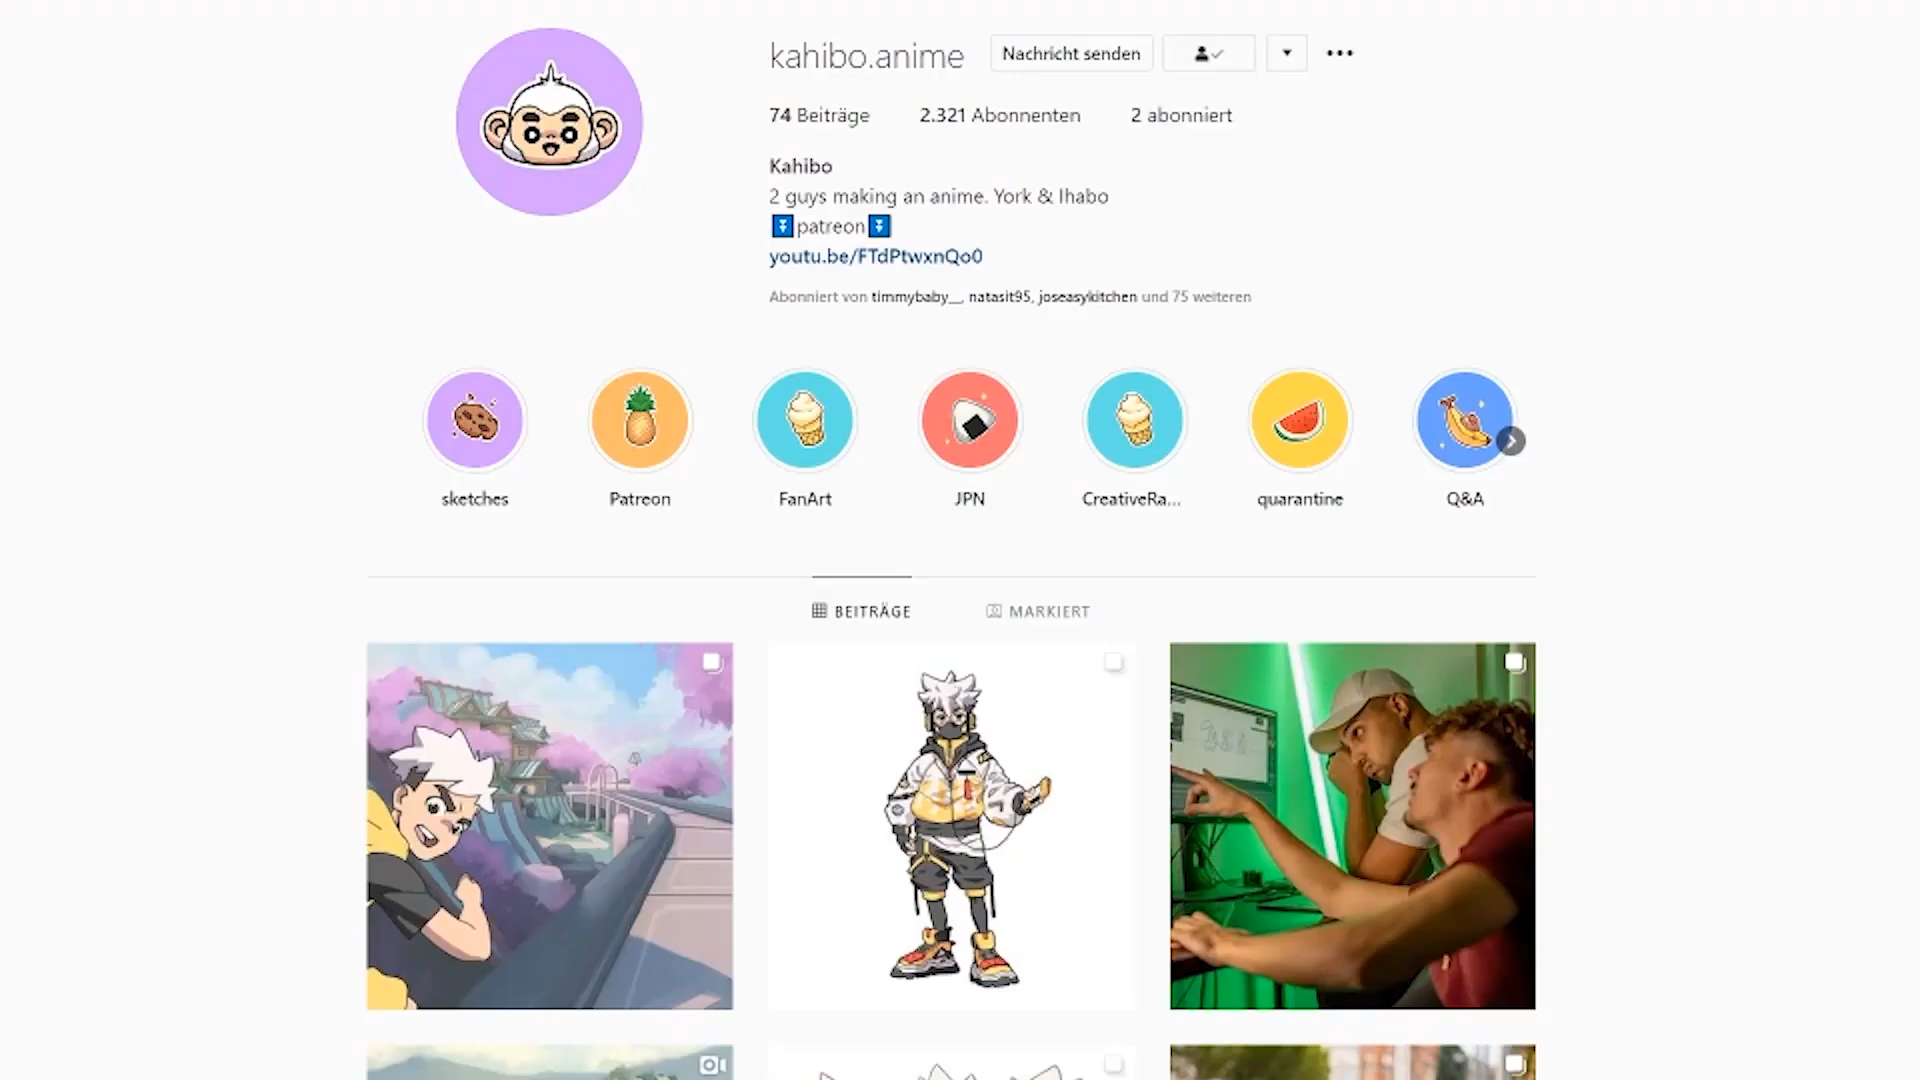 kahibo.anime Nachricht senden
74 Beiträge 2.321 Abonnenten 2 abonniert
Kahibo
2 guys making an anime. York & Ihabo
patreon
youtu.be/FTdPtwxnQo0
Abonniert von timmybaby__, natasit95, joseasykitchen und 75 weiteren
sketches Patreon FanArt JPN CreativeRa... quarantine Q&A
BEITRÄGE MARKIERT